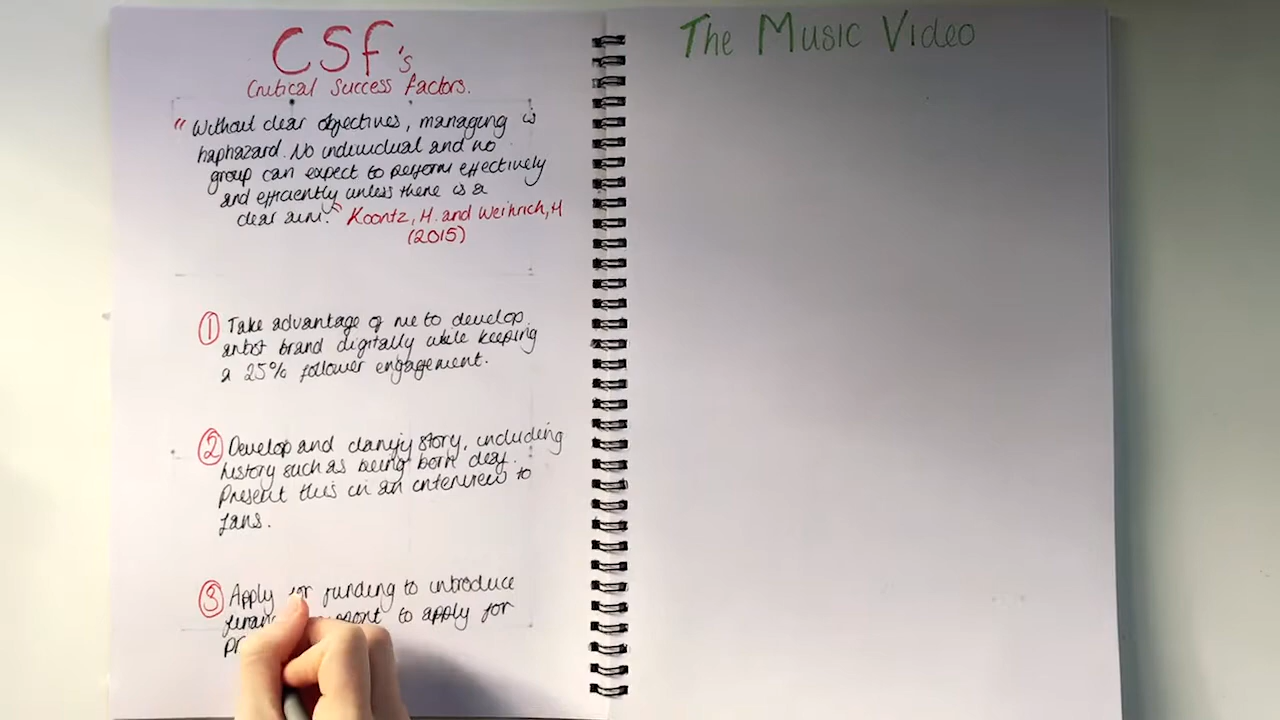 CSF's
Critical Success Factors.
"Without clear objectives, managing is
haphazard. No individual and no
group can expect to perform effectively
and efficiently unless there is a
clear aim." Koontz, H. and Weihrich, H
(2015)
① Take advantage of me to develop
artist brand digitally while keeping
a 25% follower engagement.
② Develop and clarify story, including
history such as being born deaf.
Present this in an interview to
fans.
③ Apply for funding to introduce
to apply for
The Music Video